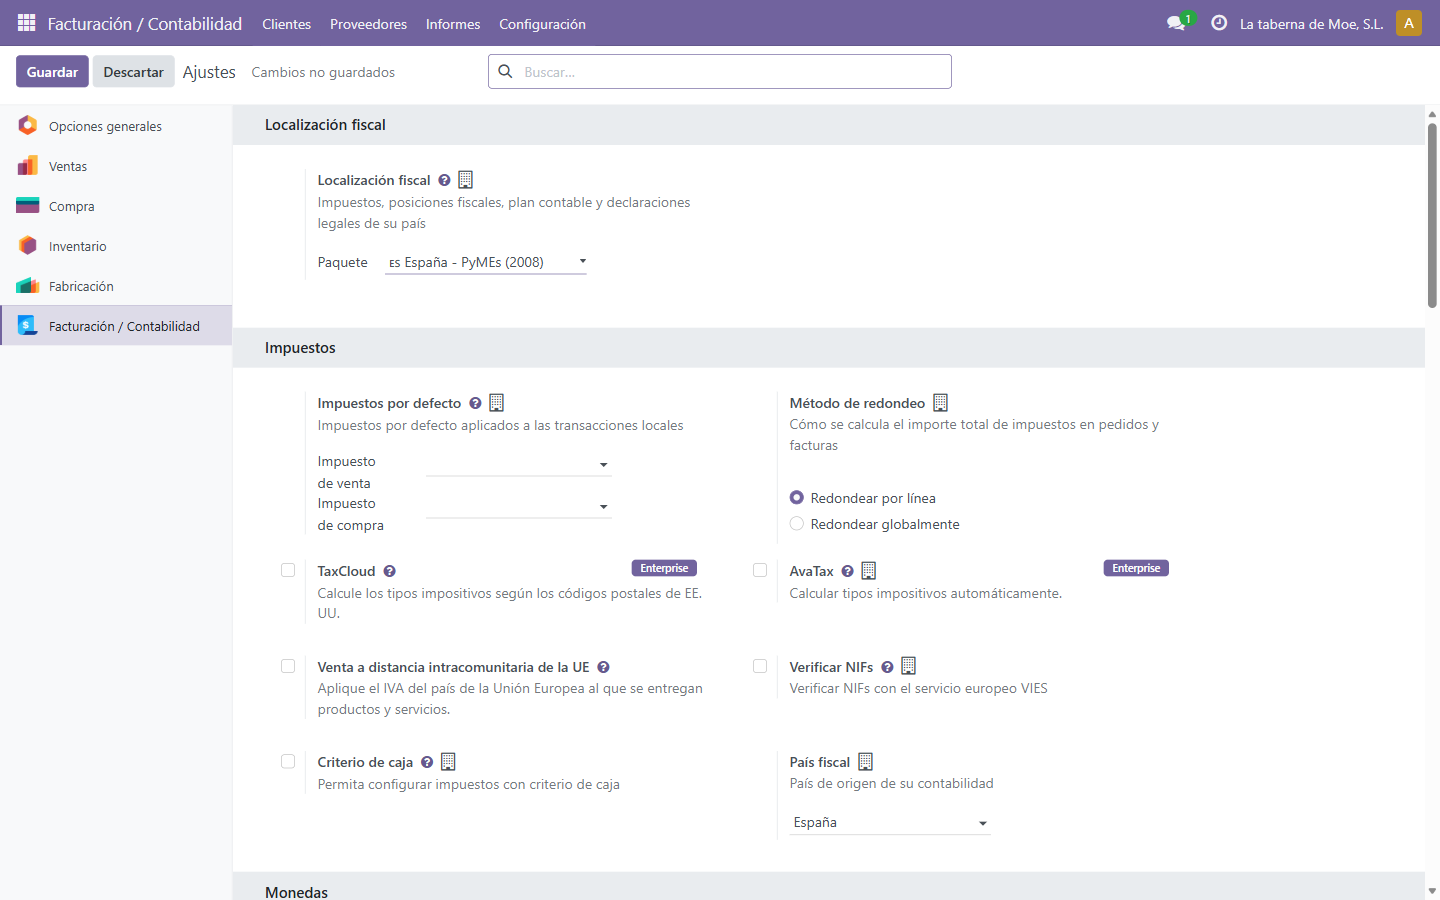 Facturación / Contabilidad Clientes Proveedores Informes Configuración 1 La taberna de Moe, S.L. A
Guardar Descartar Ajustes Cambios no guardados Buscar...
Opciones generales
Ventas
Compra
Inventario
Fabricación
Facturación / Contabilidad
Localización fiscal
Localización fiscal ?
Impuestos, posiciones fiscales, plan contable y declaraciones
legales de su país
Paquete ES España - PyMEs (2008)
Impuestos
Impuestos por defecto ?
Impuestos por defecto aplicados a las transacciones locales
Impuesto
de venta
Impuesto
de compra
Método de redondeo
Cómo se calcula el importe total de impuestos en pedidos y
facturas
Redondear por línea
Redondear globalmente
TaxCloud ? Enterprise
Calcule los tipos impositivos según los códigos postales de EE.
UU.
AvaTax ? Enterprise
Calcular tipos impositivos automáticamente.
Venta a distancia intracomunitaria de la UE ?
Aplique el IVA del país de la Unión Europea al que se entregan
productos y servicios.
Verificar NIFs ?
Verificar NIFs con el servicio europeo VIES
Criterio de caja ?
Permita configurar impuestos con criterio de caja
País fiscal
País de origen de su contabilidad
España
Monedas